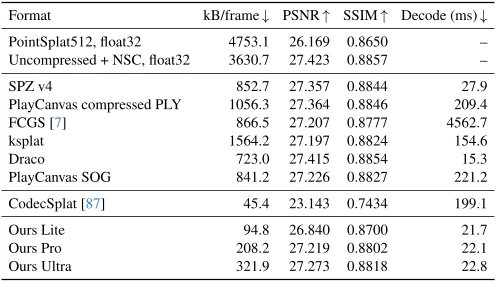 Format kB/frame↓ PSNR↑ SSIM↑ Decode (ms)↓
PointSplat512, float32 4753.1 26.169 0.8650 –
Uncompressed + NSC, float32 3630.7 27.423 0.8857 –
SPZ v4 852.7 27.357 0.8844 27.9
PlayCanvas compressed PLY 1056.3 27.364 0.8846 209.4
FCGS [7] 866.5 27.207 0.8777 4562.7
ksplat 1564.2 27.197 0.8824 154.6
Draco 723.0 27.415 0.8854 15.3
PlayCanvas SOG 841.2 27.226 0.8827 221.2
CodecSplat [87] 45.4 23.143 0.7434 199.1
Ours Lite 94.8 26.840 0.8700 21.7
Ours Pro 208.2 27.219 0.8802 22.1
Ours Ultra 321.9 27.273 0.8818 22.8